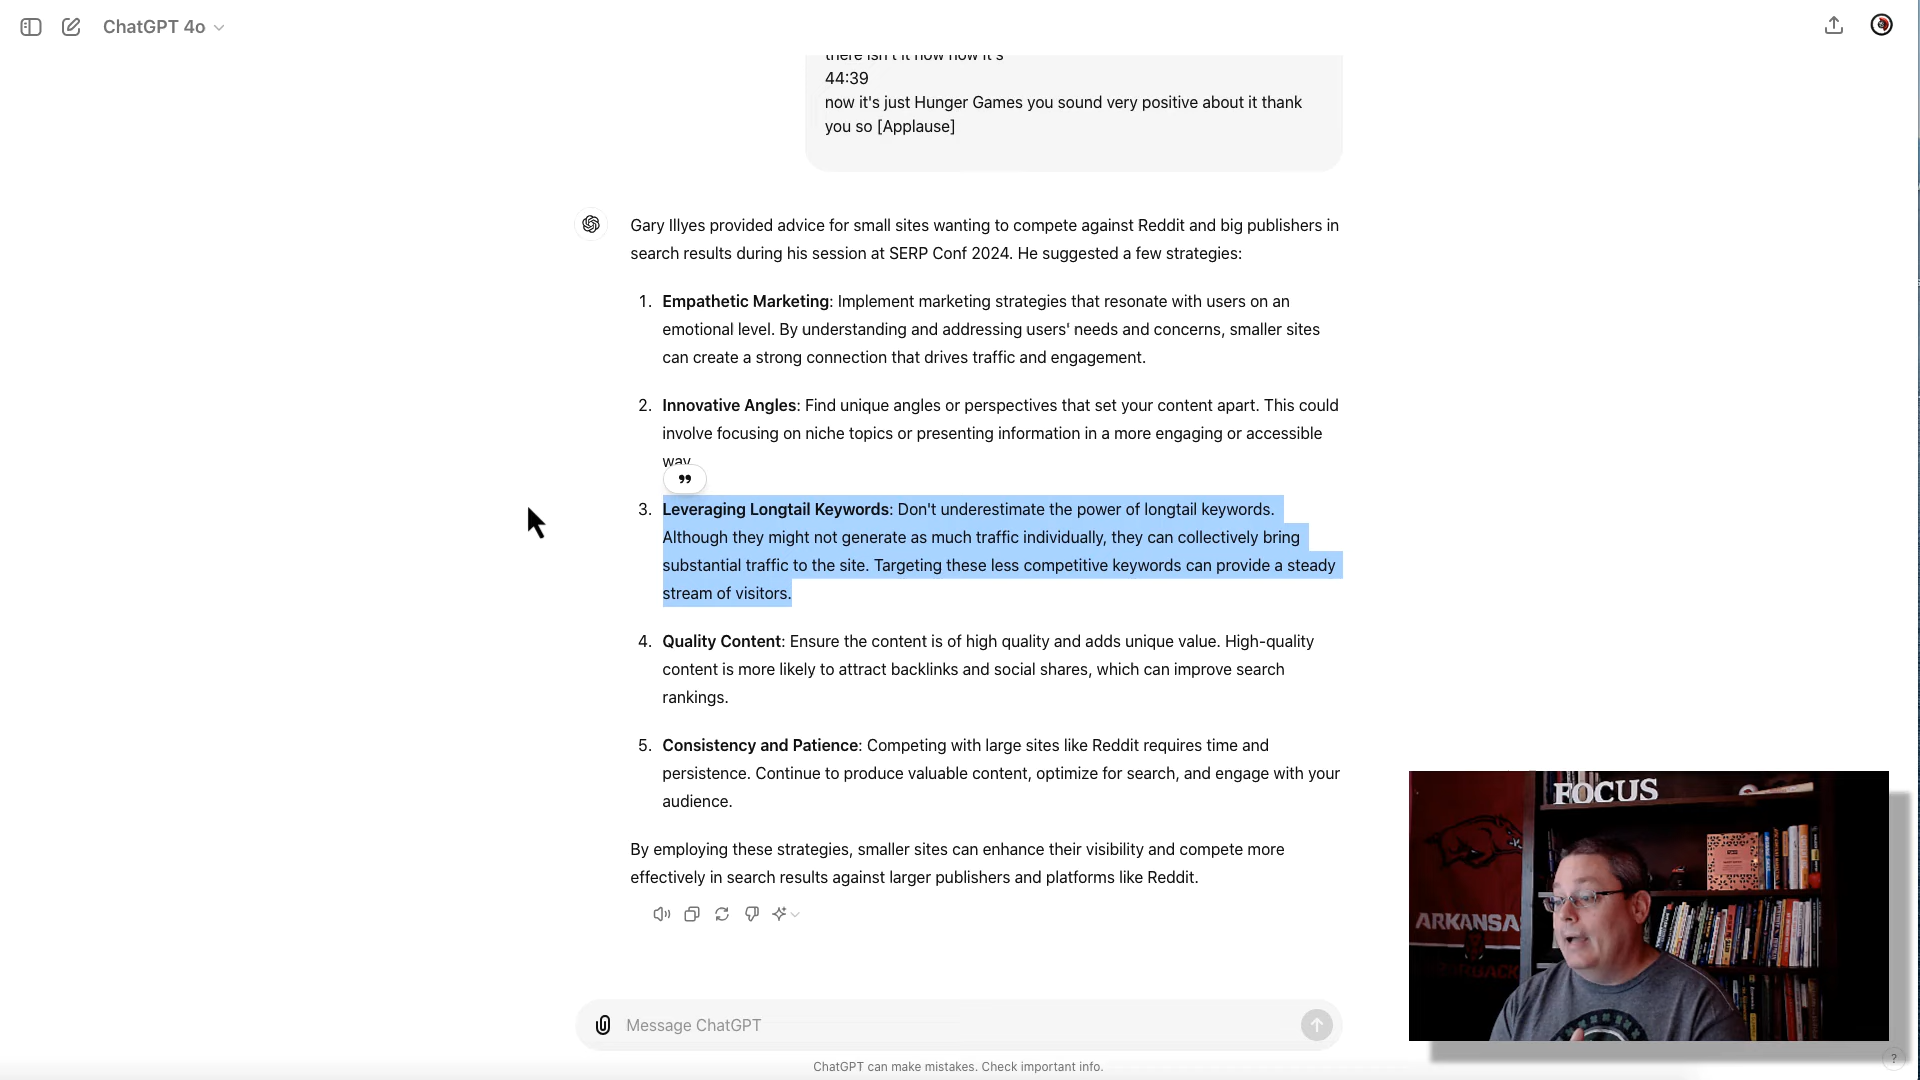 ChatGPT 4o
there isn't it now now it's
44:39
now it's just Hunger Games you sound very positive about it thank
you so [Applause]
Gary Illyes provided advice for small sites wanting to compete against Reddit and big publishers in
search results during his session at SERP Conf 2024. He suggested a few strategies:
1. Empathetic Marketing: Implement marketing strategies that resonate with users on an
emotional level. By understanding and addressing users' needs and concerns, smaller sites
can create a strong connection that drives traffic and engagement.
2. Innovative Angles: Find unique angles or perspectives that set your content apart. This could
involve focusing on niche topics or presenting information in a more engaging or accessible
way.
3. Leveraging Longtail Keywords: Don't underestimate the power of longtail keywords.
Although they might not generate as much traffic individually, they can collectively bring
substantial traffic to the site. Targeting these less competitive keywords can provide a steady
stream of visitors.
4. Quality Content: Ensure the content is of high quality and adds unique value. High-quality
content is more likely to attract backlinks and social shares, which can improve search
rankings.
5. Consistency and Patience: Competing with large sites like Reddit requires time and
persistence. Continue to produce valuable content, optimize for search, and engage with your
audience.
By employing these strategies, smaller sites can enhance their visibility and compete more
effectively in search results against larger publishers and platforms like Reddit.
FOCUS
ARKANSA
Message ChatGPT
ChatGPT can make mistakes. Check important info.
?